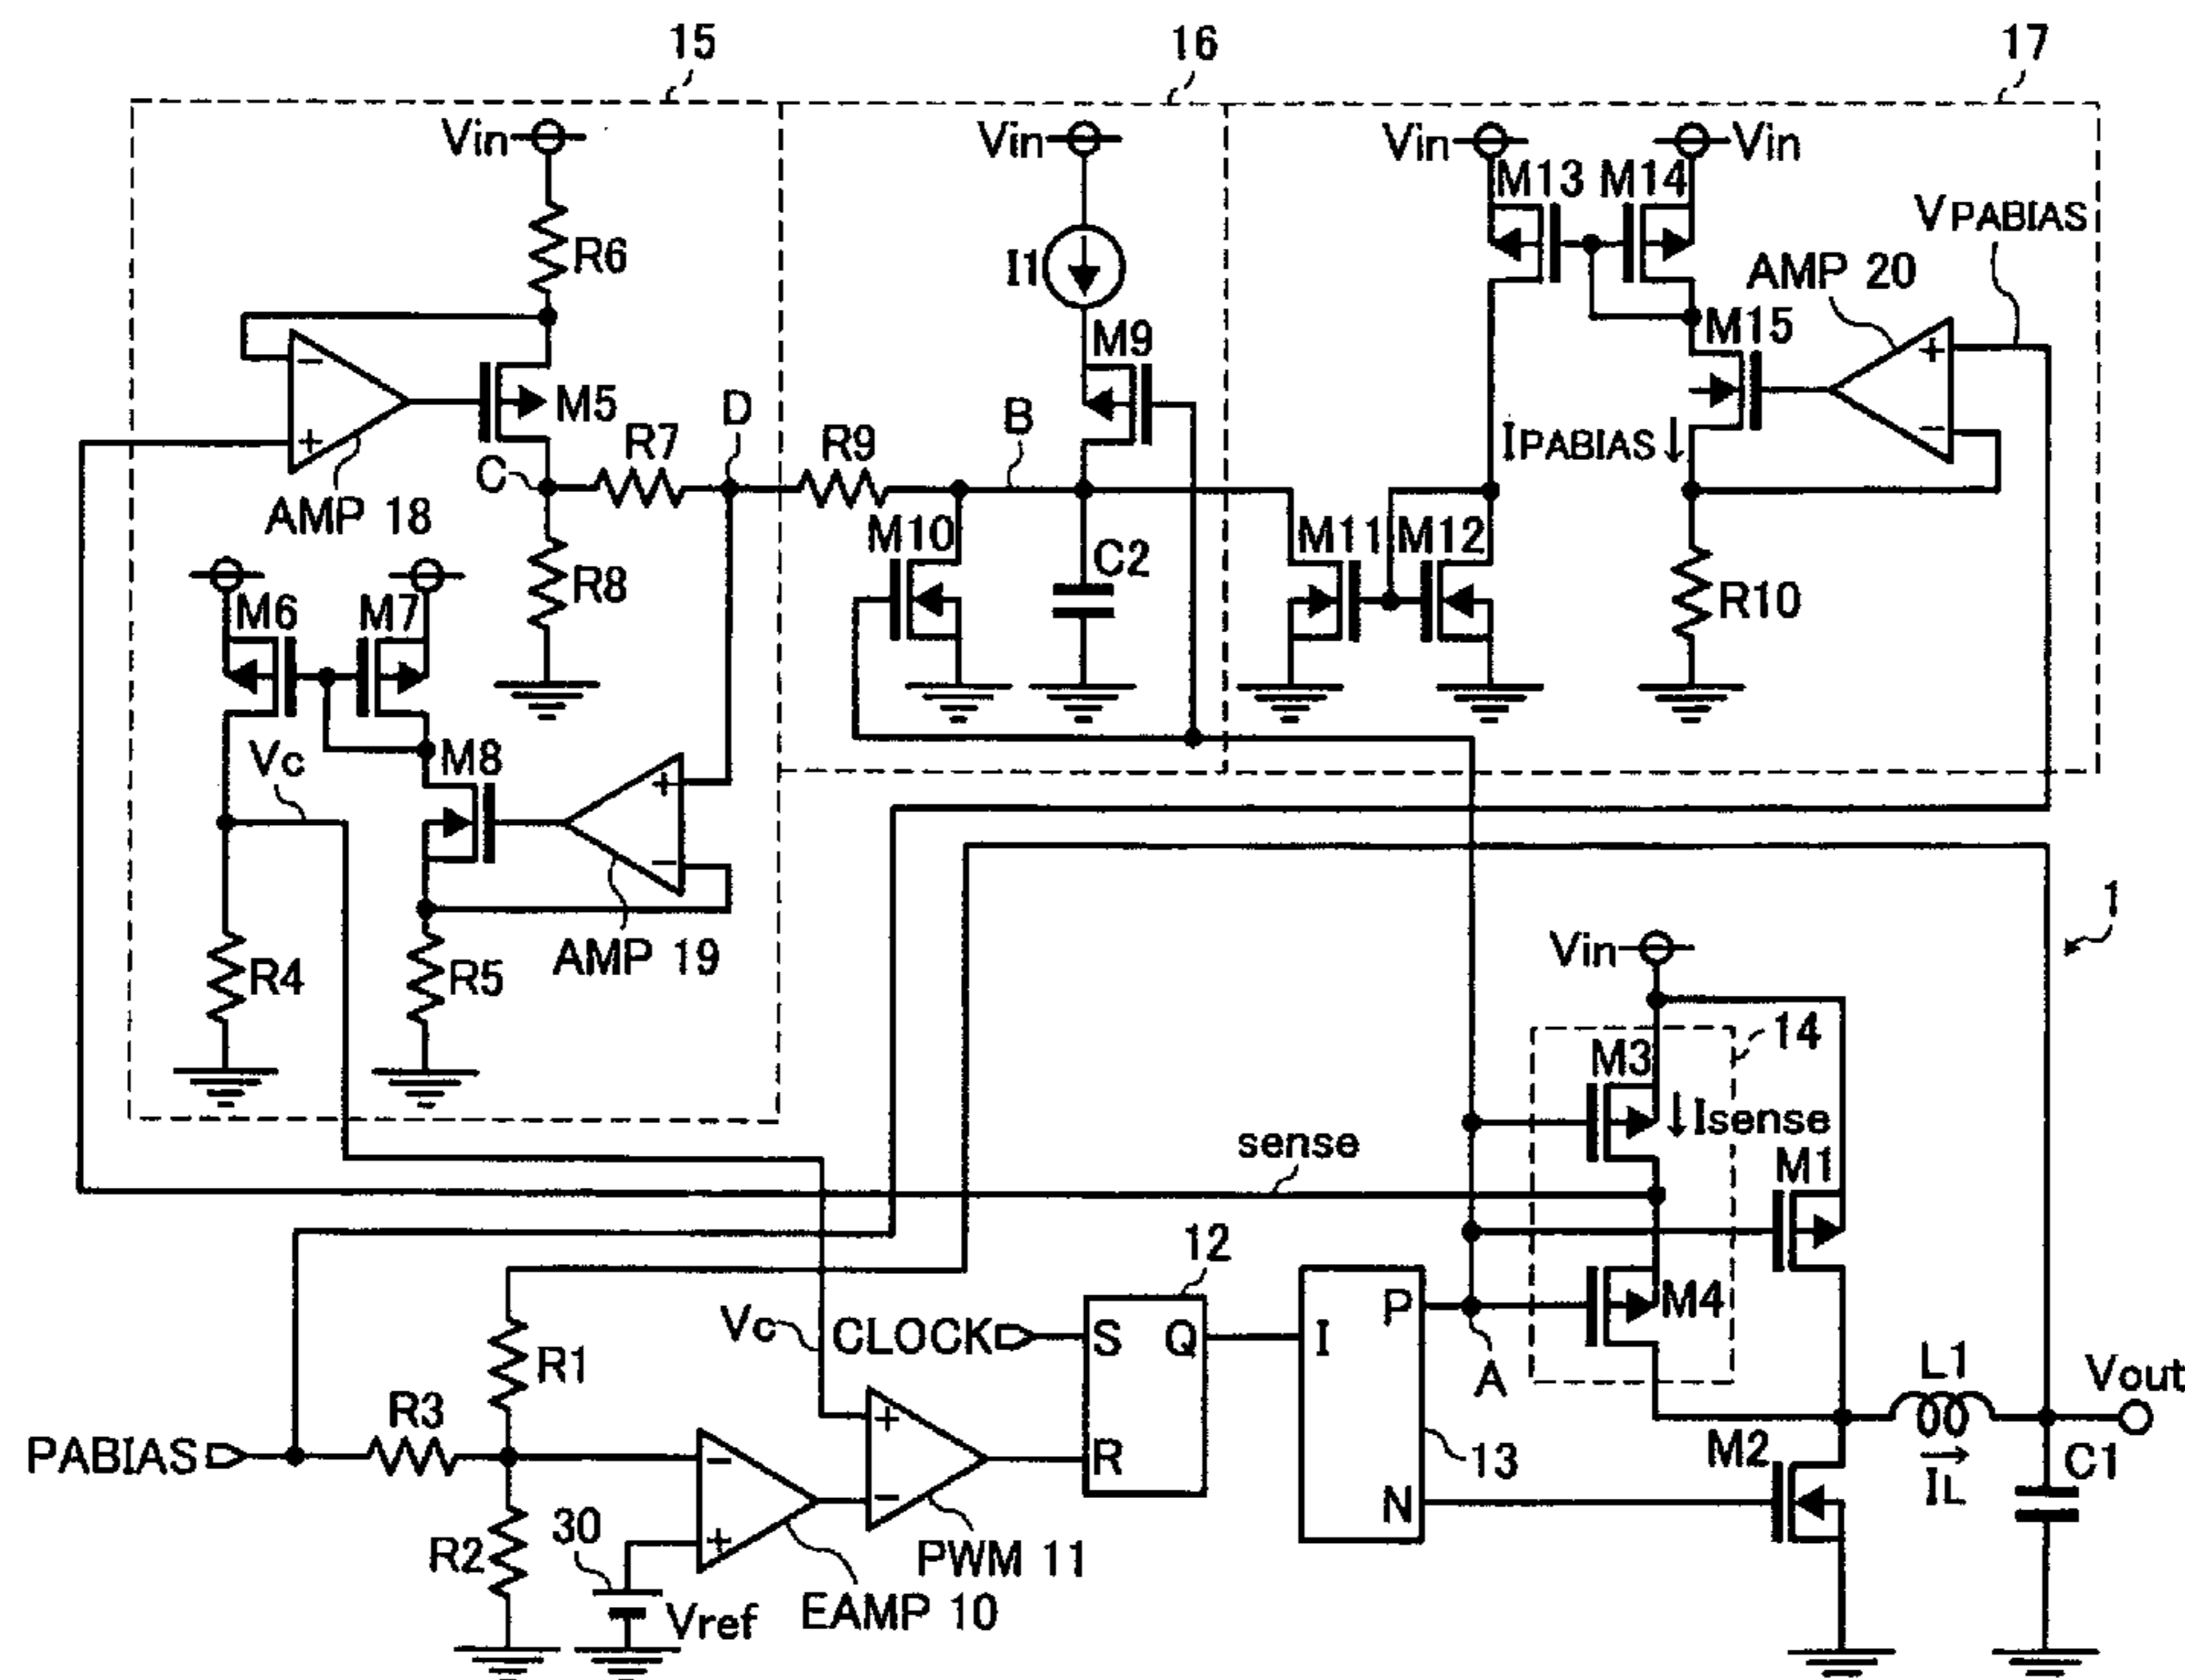 15
16
17
Vin
Vin
Vin
Vin
M13
M14
VPABIAS
R6
I1
AMP 20
M9
M15
M5
D
B
R7
R9
IPABIAS
C
AMP 18
M10
M11
M12
C2
R8
R10
M6
M7
Vc
M8
R4
R5
AMP 19
1
Vin
14
M3
Isense
sense
M1
12
P
M4
Vc
CLOCK
S
Q
I
A
L1
Vout
R1
R3
PABIAS
R
13
M2
IL
C1
N
30
R2
PWM 11
Vref
EAMP 10
+
−
+
−
+
−
+
−
−
+